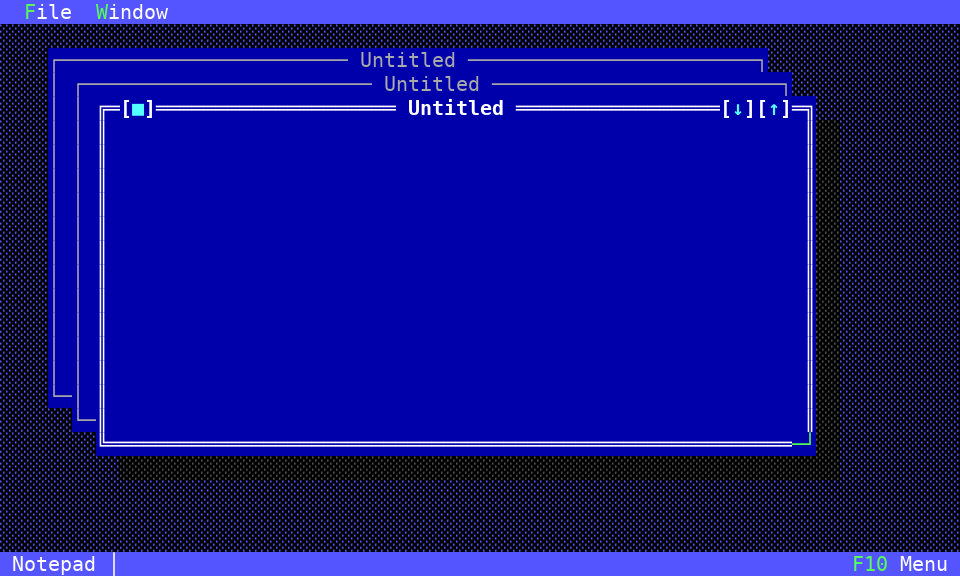 File  Window
Untitled
Untitled
[■] Untitled [↓][↑]
Notepad │ F10 Menu